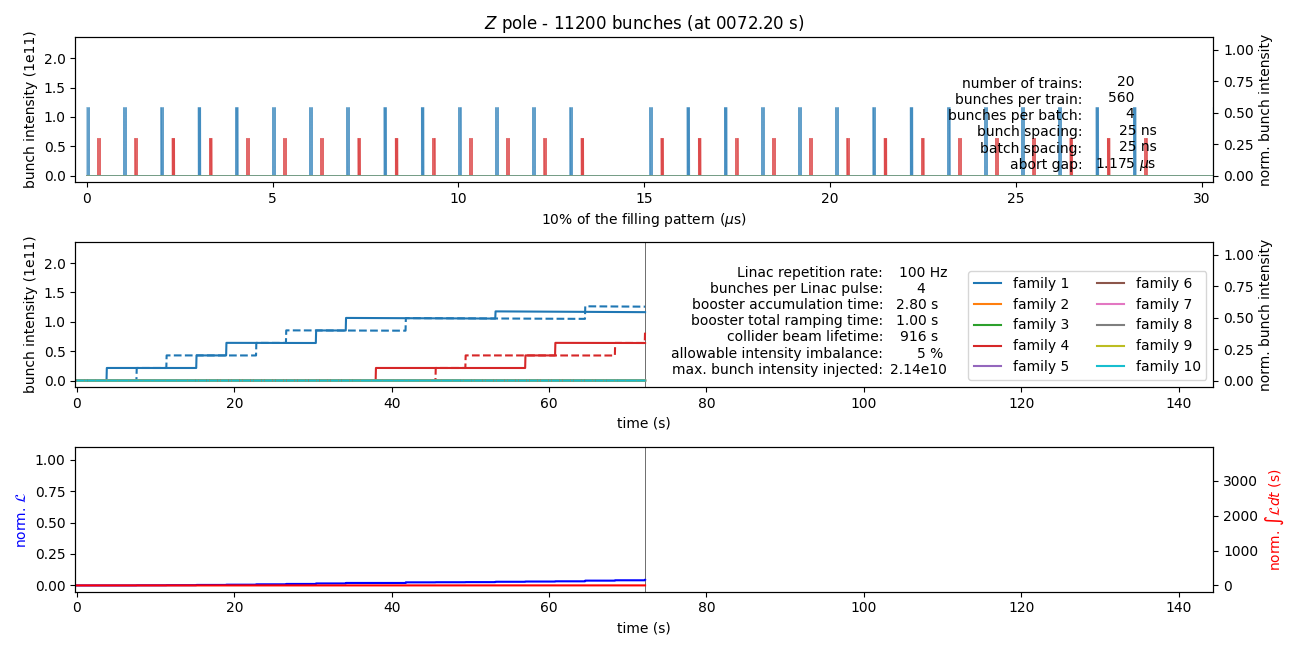 Z pole - 11200 bunches (at 0072.20 s)
bunch intensity (1e11)
2.0
1.5
1.0
0.5
0.0
number of trains: 20
bunches per train: 560
bunches per batch: 4
bunch spacing: 25 ns
batch spacing: 25 ns
abort gap: 1.175 μs
1.00
0.75
0.50
0.25
0.00
norm. bunch intensity
0 5 10 15 20 25 30
10% of the filling pattern (μs)
bunch intensity (1e11)
2.0
1.5
1.0
0.5
0.0
Linac repetition rate: 100 Hz
bunches per Linac pulse: 4
booster accumulation time: 2.80 s
booster total ramping time: 1.00 s
collider beam lifetime: 916 s
allowable intensity imbalance: 5 %
max. bunch intensity injected: 2.14e10
family 1
family 2
family 3
family 4
family 5
family 6
family 7
family 8
family 9
family 10
1.00
0.75
0.50
0.25
0.00
norm. bunch intensity
0 20 40 60 80 100 120 140
time (s)
norm. ℒ
1.00
0.75
0.50
0.25
0.00
3000
2000
1000
0
norm. ∫ℒdt (s)
0 20 40 60 80 100 120 140
time (s)